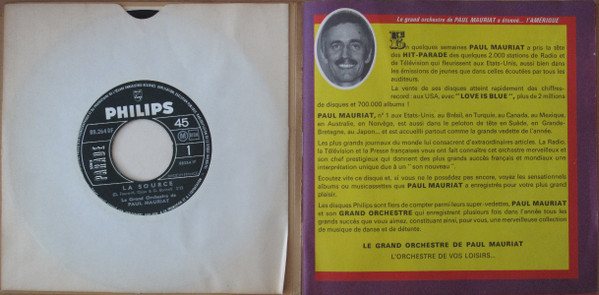 PHILIPS
45
1
PARADE
LA SOURCE
Le Grand Orchestre de
PAUL MAURIAT
Le grand orchestre de PAUL MAURIAT a étonné... l'AMÉRIQUE
En quelques semaines PAUL MAURIAT a pris la tête
des HIT-PARADE des quelques 2.000 stations de Radio et
de Télévision qui fleurissent aux Etats-Unis, aussi bien dans
les émissions de jeunes que dans celles écoutées par tous les
auditeurs.
La vente de ses disques atteint rapidement des chiffres-
record.. aux USA, avec "LOVE IS BLUE", plus de 2 millions
de disques et 700.000 albums !
PAUL MAURIAT, n° 1 aux Etats-Unis, au Brésil, en Turquie, au Canada, au Mexique,
en Australie, en Norvège, est aussi dans le peloton de tête en Suède, en Grande-
Bretagne, au Japon... et est accueilli partout comme la grande vedette de l'année.
Les plus grands journaux du monde lui consacrent d'extraordinaires articles. La Radio,
la Télévision et la Presse françaises vous ont fait connaître cet orchestre merveilleux et
son chef prestigieux qui donnent des plus grands succès français et mondiaux une
interprétation unique due à un "son nouveau".
Ecoutez vite ce disque et, si vous ne le possédez pas encore, voyez les sensationnels
albums ou musicassettes que PAUL MAURIAT a enregistrés pour votre plus grand
plaisir.
Les disques Philips sont fiers de compter parmi leurs super-vedettes, PAUL MAURIAT
et son GRAND ORCHESTRE qui enregistrent plusieurs fois dans l'année tous les
grands succès que vous aimez, constituant ainsi, pour vous, une merveilleuse collection
de musique de danse et de détente.
LE GRAND ORCHESTRE DE PAUL MAURIAT
L'ORCHESTRE DE VOS LOISIRS...